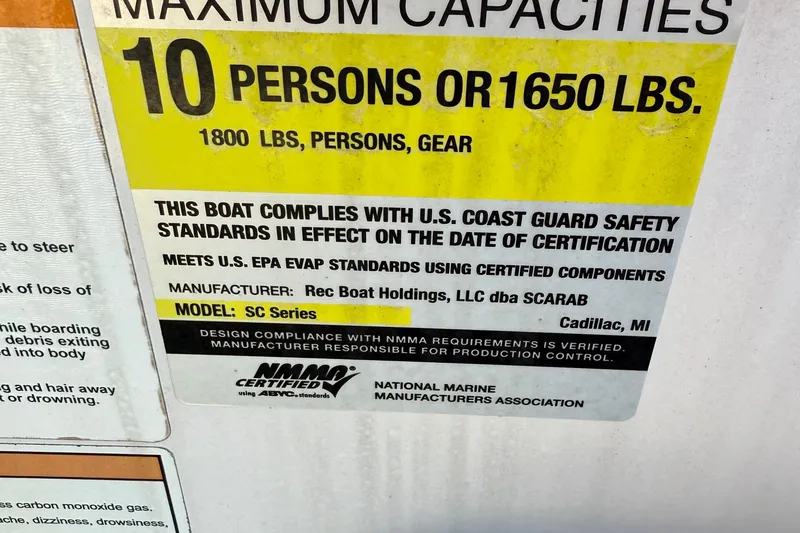 MAXIMUM CAPACITIES
10 PERSONS OR 1650 LBS.
1800 LBS, PERSONS, GEAR
THIS BOAT COMPLIES WITH U.S. COAST GUARD SAFETY
STANDARDS IN EFFECT ON THE DATE OF CERTIFICATION
MEETS U.S. EPA EVAP STANDARDS USING CERTIFIED COMPONENTS
MANUFACTURER: Rec Boat Holdings, LLC dba SCARAB
MODEL: SC Series
Cadillac, MI
DESIGN COMPLIANCE WITH NMMA REQUIREMENTS IS VERIFIED.
MANUFACTURER RESPONSIBLE FOR PRODUCTION CONTROL.
NMMA®
CERTIFIED
using ABYC® standards
NATIONAL MARINE
MANUFACTURERS ASSOCIATION
to steer
of loss of
boarding
debris exiting
into body
and hair away
or drowning.
carbon monoxide gas.
dizziness, drowsiness,